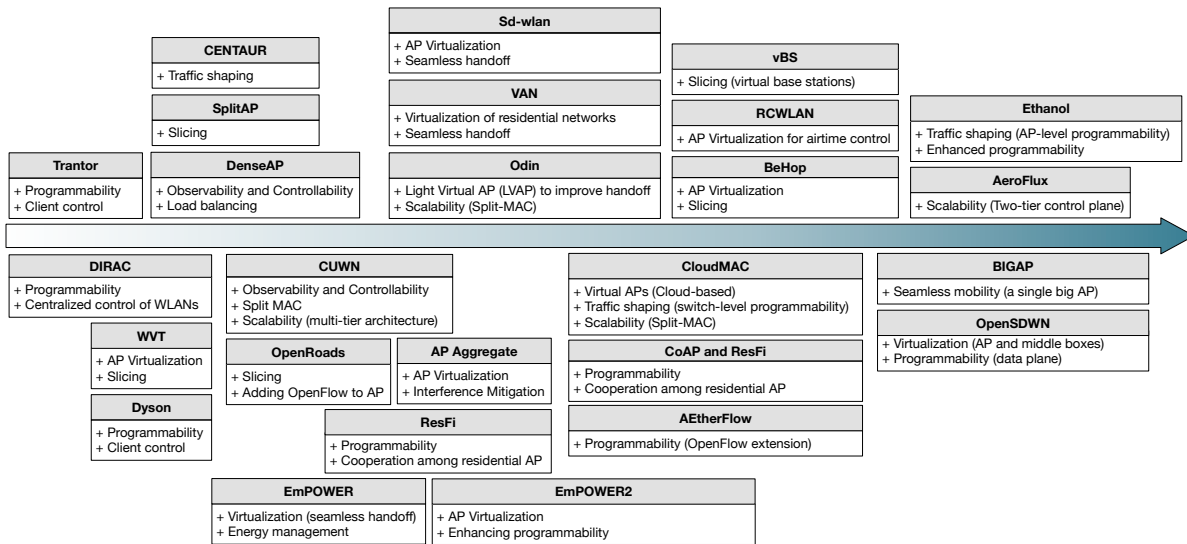 Sd-wlan
+ AP Virtualization
+ Seamless handoff
CENTAUR
+ Traffic shaping
vBS
+ Slicing (virtual base stations)
VAN
+ Virtualization of residential networks
+ Seamless handoff
SplitAP
+ Slicing
RCWLAN
+ AP Virtualization for airtime control
Ethanol
+ Traffic shaping (AP-level programmability)
+ Enhanced programmability
Trantor
+ Programmability
+ Client control
DenseAP
+ Observability and Controllability
+ Load balancing
Odin
+ Light Virtual AP (LVAP) to improve handoff
+ Scalability (Split-MAC)
BeHop
+ AP Virtualization
+ Slicing
AeroFlux
+ Scalability (Two-tier control plane)
DIRAC
+ Programmability
+ Centralized control of WLANs
CUWN
+ Observability and Controllability
+ Split MAC
+ Scalability (multi-tier architecture)
CloudMAC
+ Virtual APs (Cloud-based)
+ Traffic shaping (switch-level programmability)
+ Scalability (Split-MAC)
BIGAP
+ Seamless mobility (a single big AP)
OpenSDWN
+ Virtualization (AP and middle boxes)
+ Programmability (data plane)
WVT
+ AP Virtualization
+ Slicing
OpenRoads
+ Slicing
+ Adding OpenFlow to AP
AP Aggregate
+ AP Virtualization
+ Interference Mitigation
CoAP and ResFi
+ Programmability
+ Cooperation among residential AP
Dyson
+ Programmability
+ Client control
ResFi
+ Programmability
+ Cooperation among residential AP
AEtherFlow
+ Programmability (OpenFlow extension)
EmPOWER
+ Virtualization (seamless handoff)
+ Energy management
EmPOWER2
+ AP Virtualization
+ Enhancing programmability